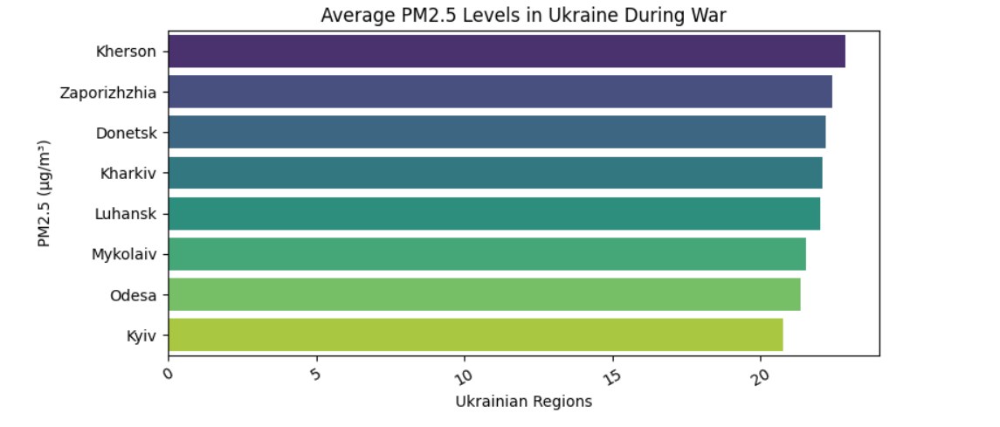 Average PM2.5 Levels in Ukraine During War
PM2.5 (µg/m³)
Kherson
Zaporizhzhia
Donetsk
Kharkiv
Luhansk
Mykolaiv
Odesa
Kyiv
0 5 10 15 20
Ukrainian Regions